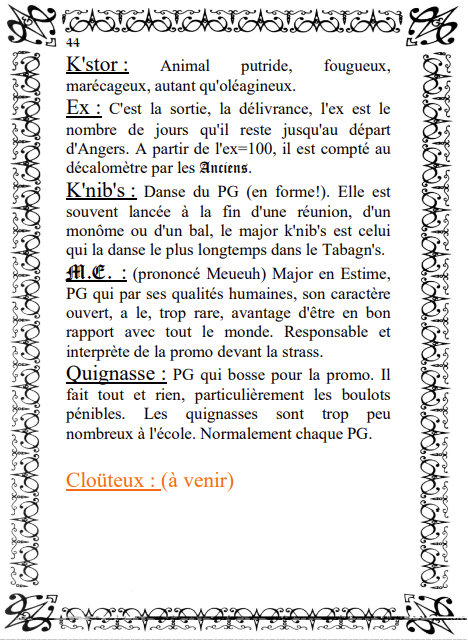 44
K'stor : Animal putride, fougueux,
marécageux, autant qu'oléagineux.
Ex : C'est la sortie, la délivrance, l'ex est le
nombre de jours qu'il reste jusqu'au départ
d'Angers. A partir de l'ex=100, il est compté au
décalomètre par les Anciens.
K'nib's : Danse du PG (en forme!). Elle est
souvent lancée à la fin d'une réunion, d'un
monôme ou d'un bal, le major k'nib's est celui
qui la danse le plus longtemps dans le Tabagn's.
M.E. : (prononcé Meueuh) Major en Estime,
PG qui par ses qualités humaines, son caractère
ouvert, a le, trop rare, avantage d'être en bon
rapport avec tout le monde. Responsable et
interprète de la promo devant la strass.
Quignasse : PG qui bosse pour la promo. Il
fait tout et rien, particulièrement les boulots
pénibles. Les quignasses sont trop peu
nombreux à l'école. Normalement chaque PG.
Cloüteux : (à venir)